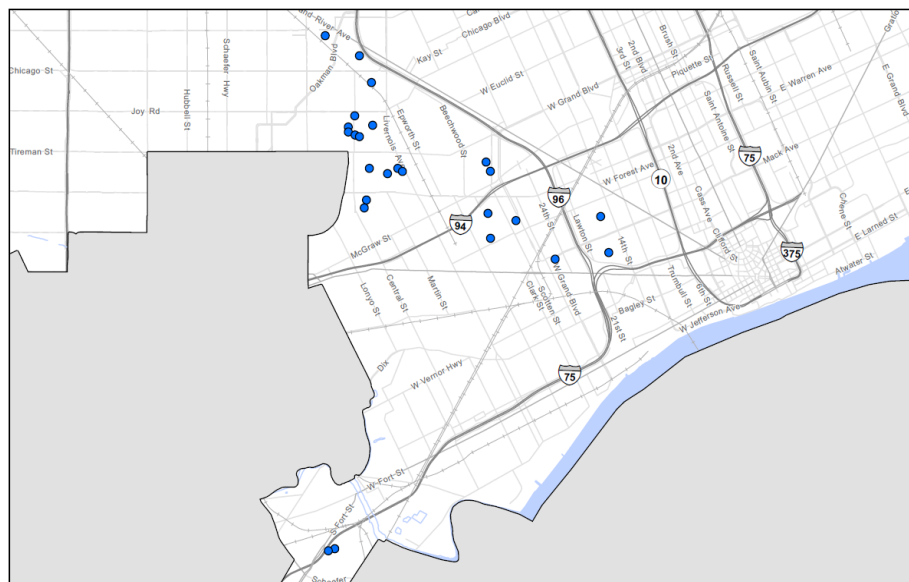 and-River Ave
Chicago Blvd
Kay St
Brush St
2nd Blvd
3rd St
Piquette St
Saint Aubin St
Russell St
Gratio
Schaefer Hwy
Oakman Blvd
Chicago St
W Euclid St
E Warren Ave
E Grand Blvd
Hubbell St
W Grand Blvd
Saint Antoine St
Joy Rd
Livernois Ave
Epworth St
Beechwood St
Tireman St
75
Mack Ave
W Forest Ave
2nd Ave
10
Cass Ave
96
94
24th St
Lawton St
14th St
Clifford St
Chene St
E Larned St
McGraw St
375
Atwater St
Lonyo St
Central St
Martin St
Clark St
Scotten St
W Grand Blvd
Trumbull St
6th St
Bagley St
21st St
W Jefferson Ave
Dix
W Vernor Hwy
75
W Fort St
S Fort St
Schaefer